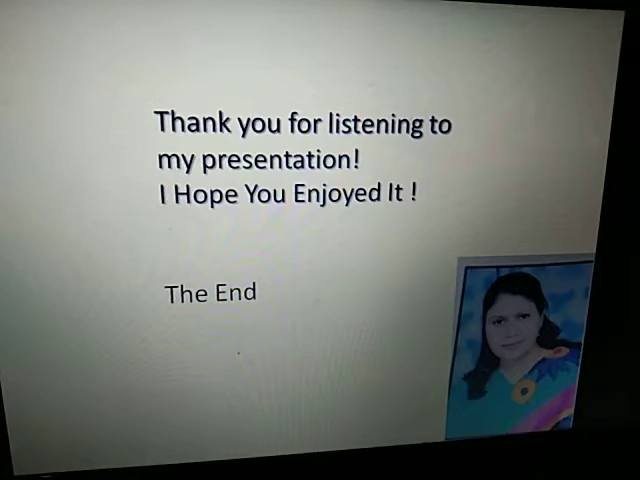 Thank you for listening to
my presentation!
I Hope You Enjoyed It !
The End